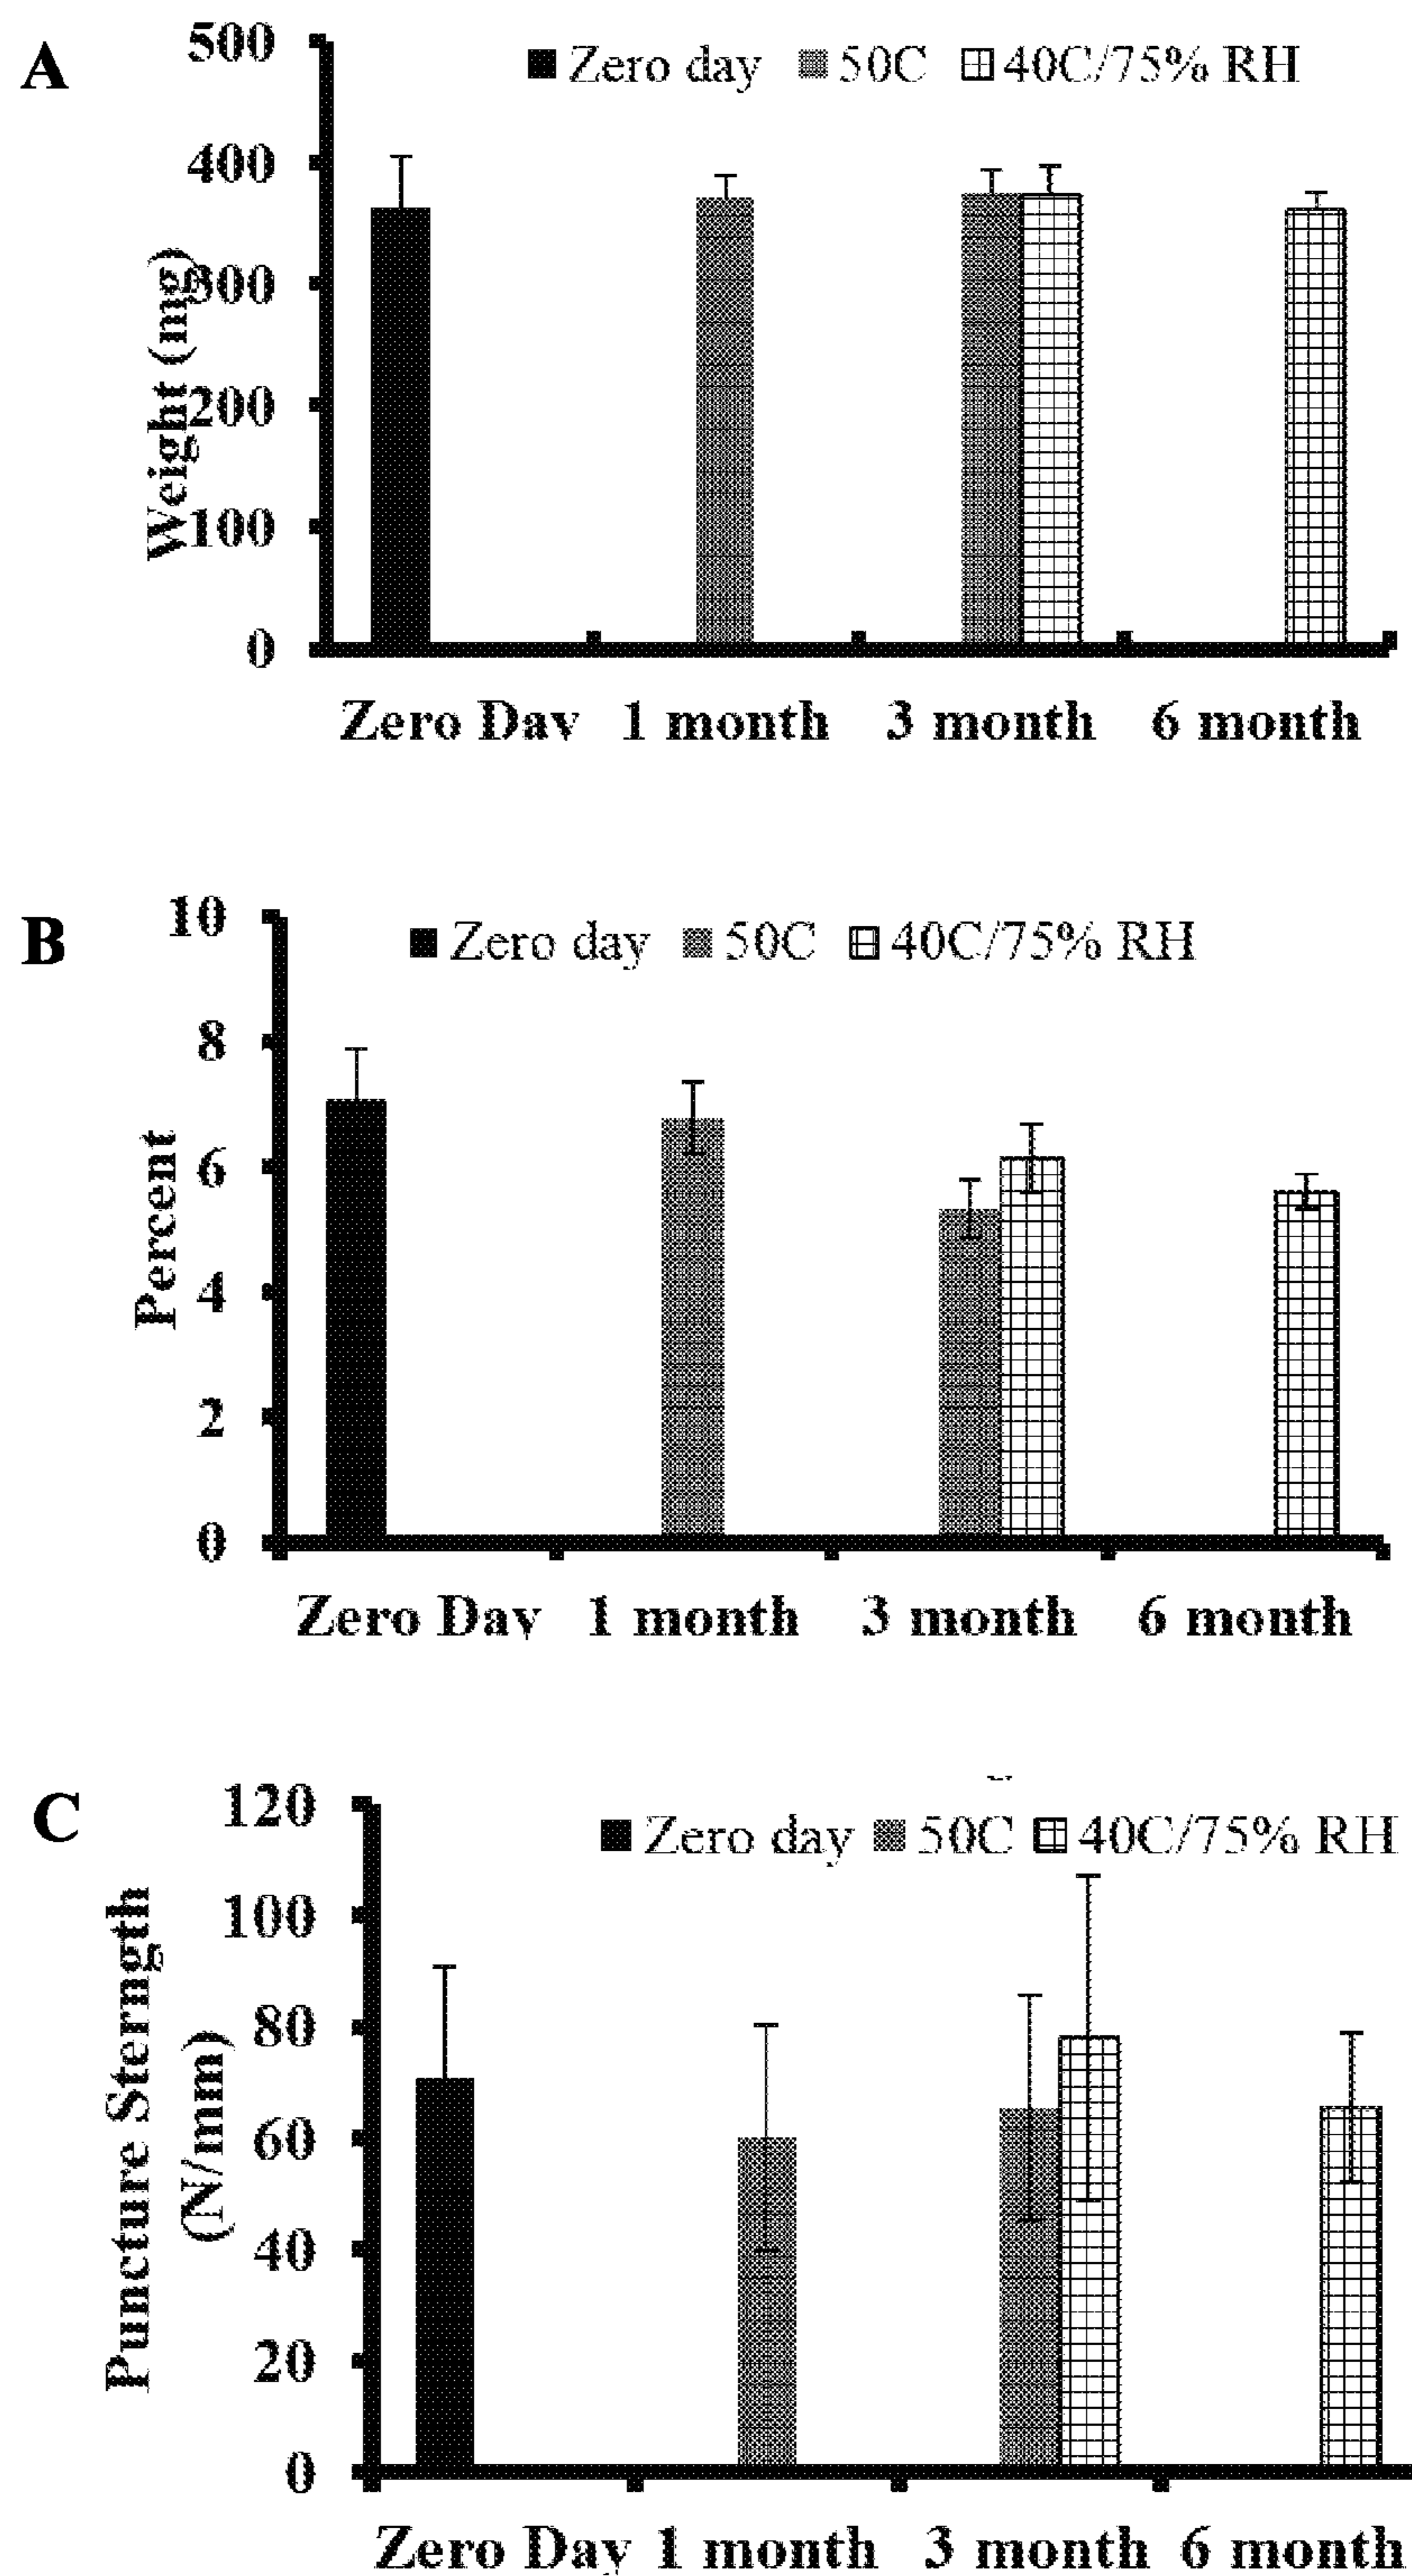 A
500
Zero day 50C 40C/75% RH
400
300
200
100
0
Weight (mg)
Zero Day 1 month 3 month 6 month
B
10
Zero day 50C 40C/75% RH
8
6
4
2
0
Percent
Zero Day 1 month 3 month 6 month
C
120
Zero day 50C 40C/75% RH
100
80
60
40
20
0
Puncture Sterngth
(N/mm)
Zero Day 1 month 3 month 6 month